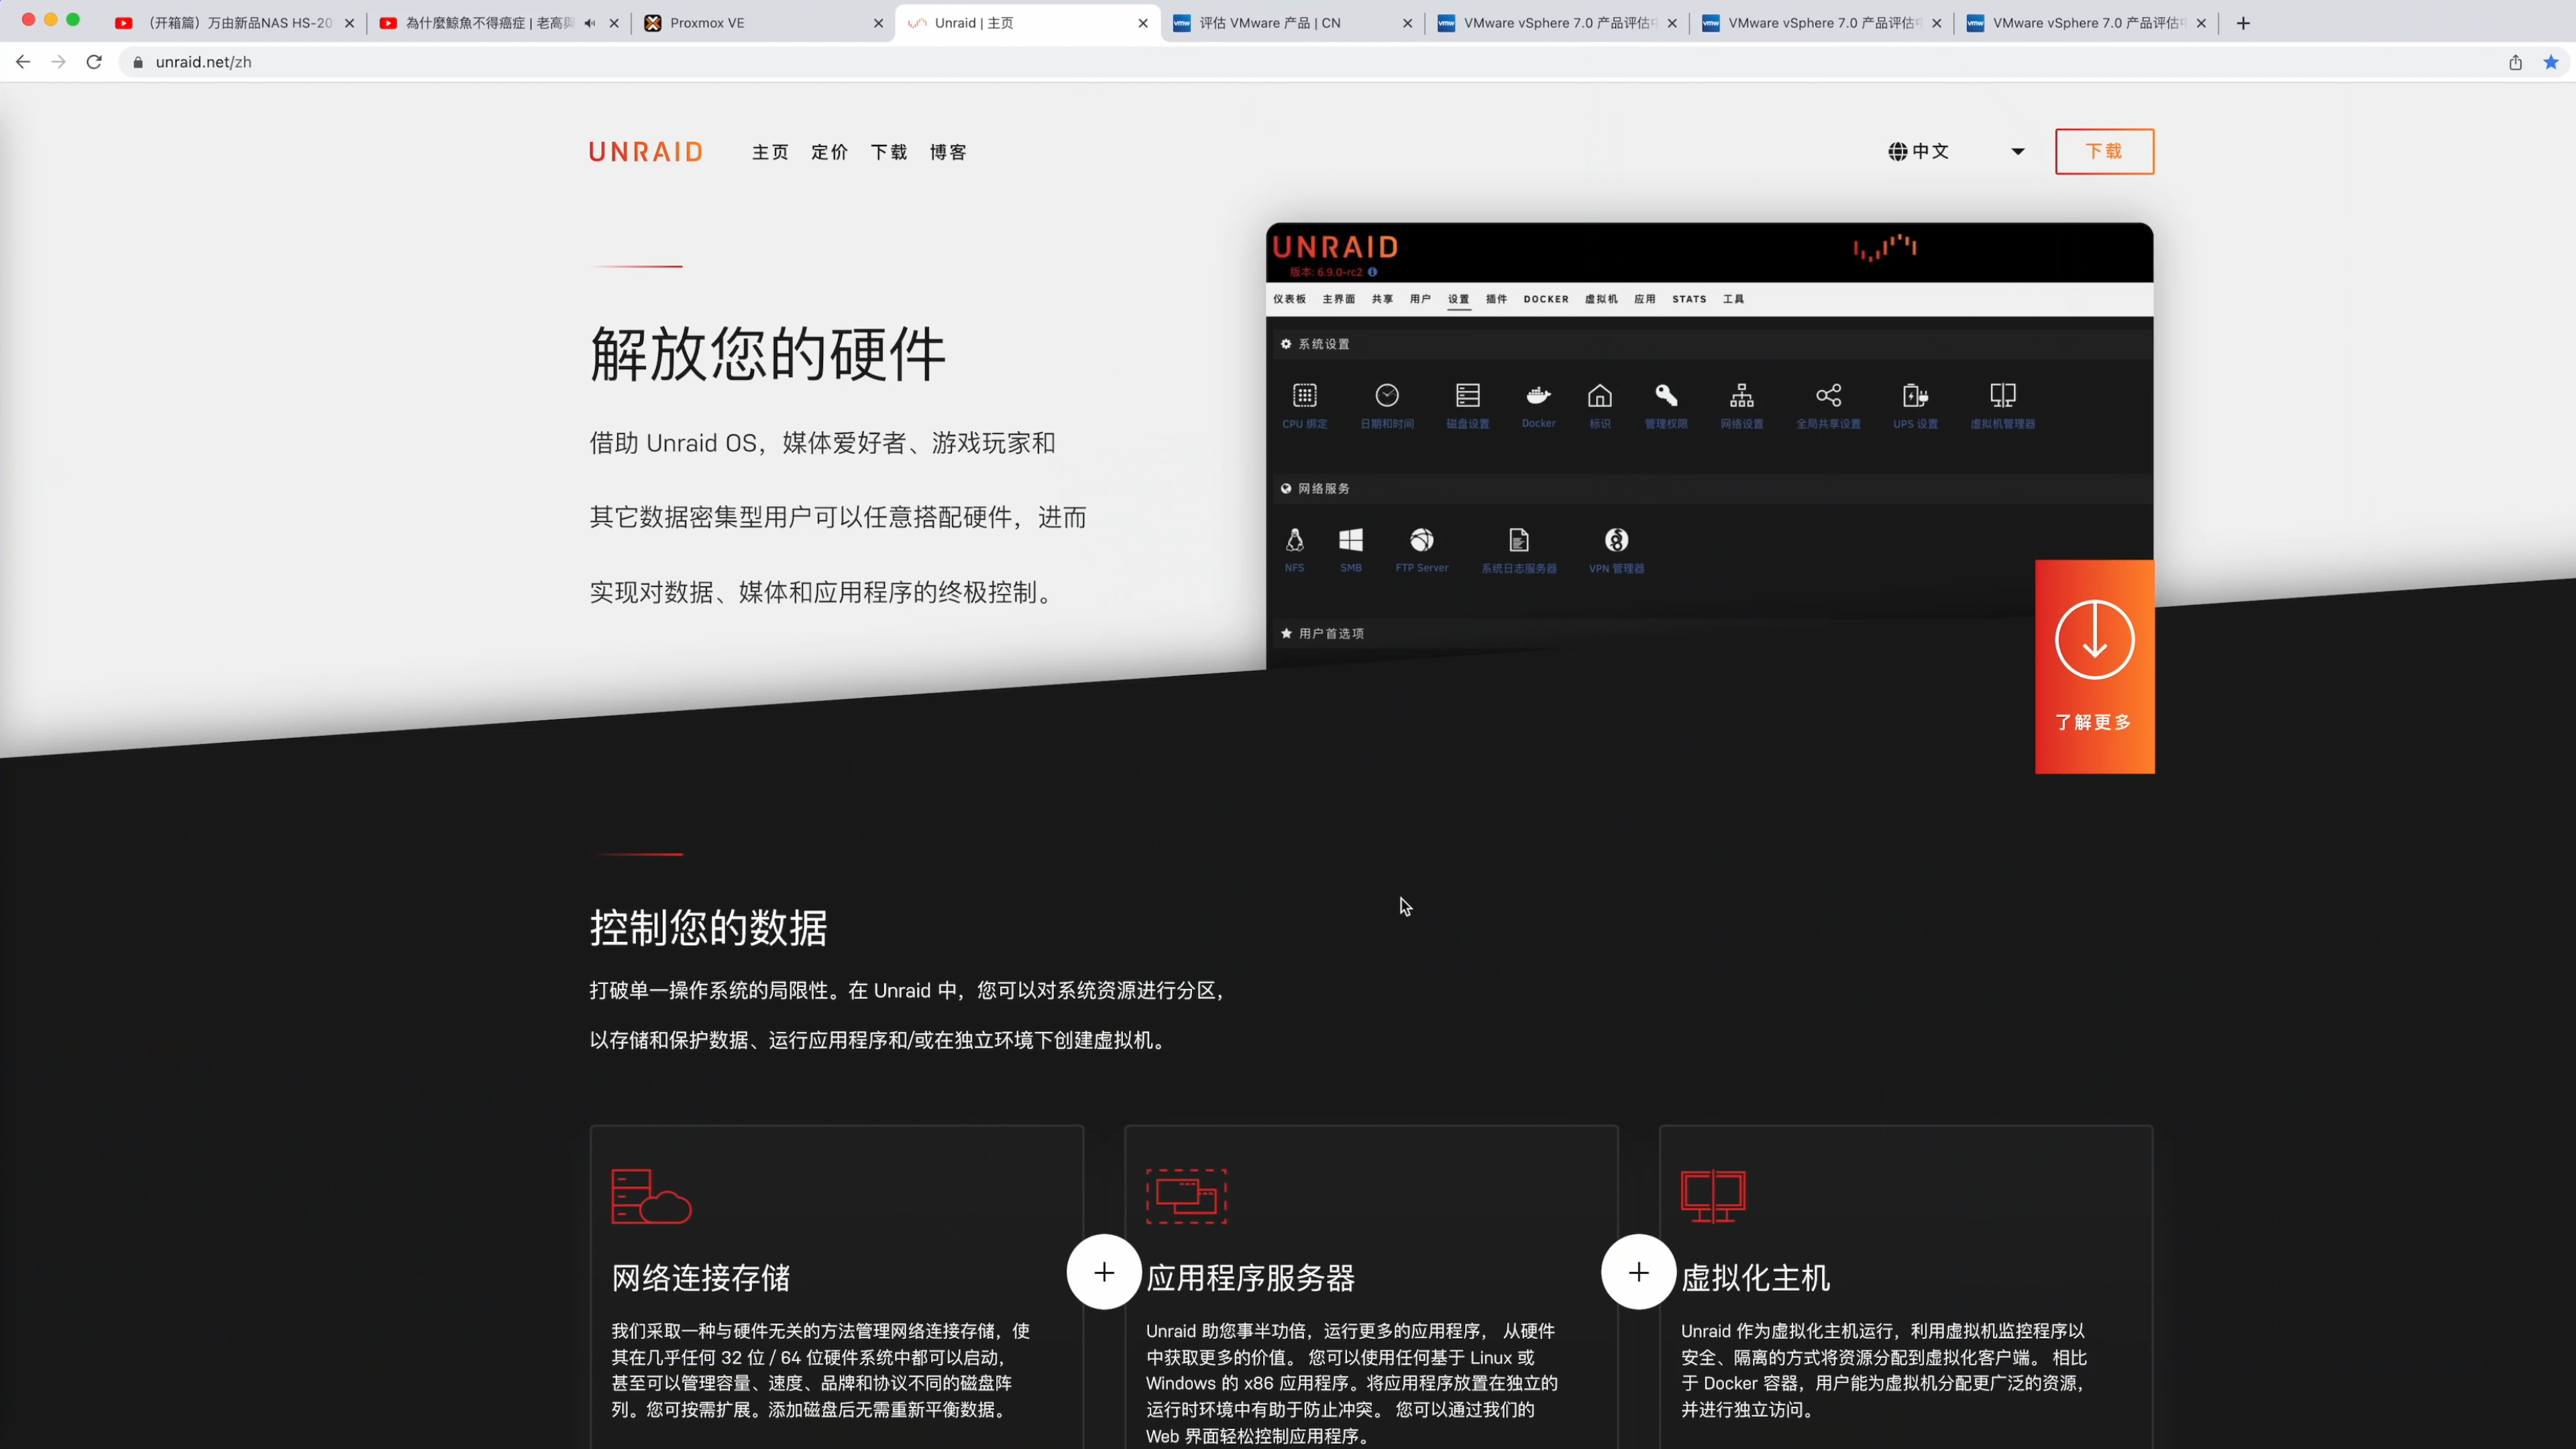 （开箱篇）万由新品NAS HS-20
為什麼鯨魚不得癌症 | 老高與
Proxmox VE
Unraid | 主页
评估 VMware 产品 | CN
VMware vSphere 7.0 产品评估
VMware vSphere 7.0 产品评估
VMware vSphere 7.0 产品评估
unraid.net/zh
UNRAID
主页 定价 下载 博客
中文
下载
解放您的硬件
借助 Unraid OS，媒体爱好者、游戏玩家和
其它数据密集型用户可以任意搭配硬件，进而
实现对数据、媒体和应用程序的终极控制。
UNRAID
版本: 6.9.0-rc2
仪表板 主界面 共享 用户 设置 插件 DOCKER 虚拟机 应用 STATS 工具
系统设置
CPU 绑定 日期和时间 磁盘设置 Docker 标识 管理权限 网络设置 全局共享设置 UPS 设置 虚拟机管理器
网络服务
NFS SMB FTP Server 系统日志服务器 VPN 管理器
用户首选项
了解更多
控制您的数据
打破单一操作系统的局限性。在 Unraid 中，您可以对系统资源进行分区，
以存储和保护数据、运行应用程序和/或在独立环境下创建虚拟机。
网络连接存储
我们采取一种与硬件无关的方法管理网络连接存储，使
其在几乎任何 32 位 / 64 位硬件系统中都可以启动，
甚至可以管理容量、速度、品牌和协议不同的磁盘阵
列。您可按需扩展。添加磁盘后无需重新平衡数据。
应用程序服务器
Unraid 助您事半功倍，运行更多的应用程序， 从硬件
中获取更多的价值。 您可以使用任何基于 Linux 或
Windows 的 x86 应用程序。将应用程序放置在独立的
运行时环境中有助于防止冲突。 您可以通过我们的
Web 界面轻松控制应用程序。
虚拟化主机
Unraid 作为虚拟化主机运行，利用虚拟机监控程序以
安全、隔离的方式将资源分配到虚拟化客户端。 相比
于 Docker 容器，用户能为虚拟机分配更广泛的资源，
并进行独立访问。